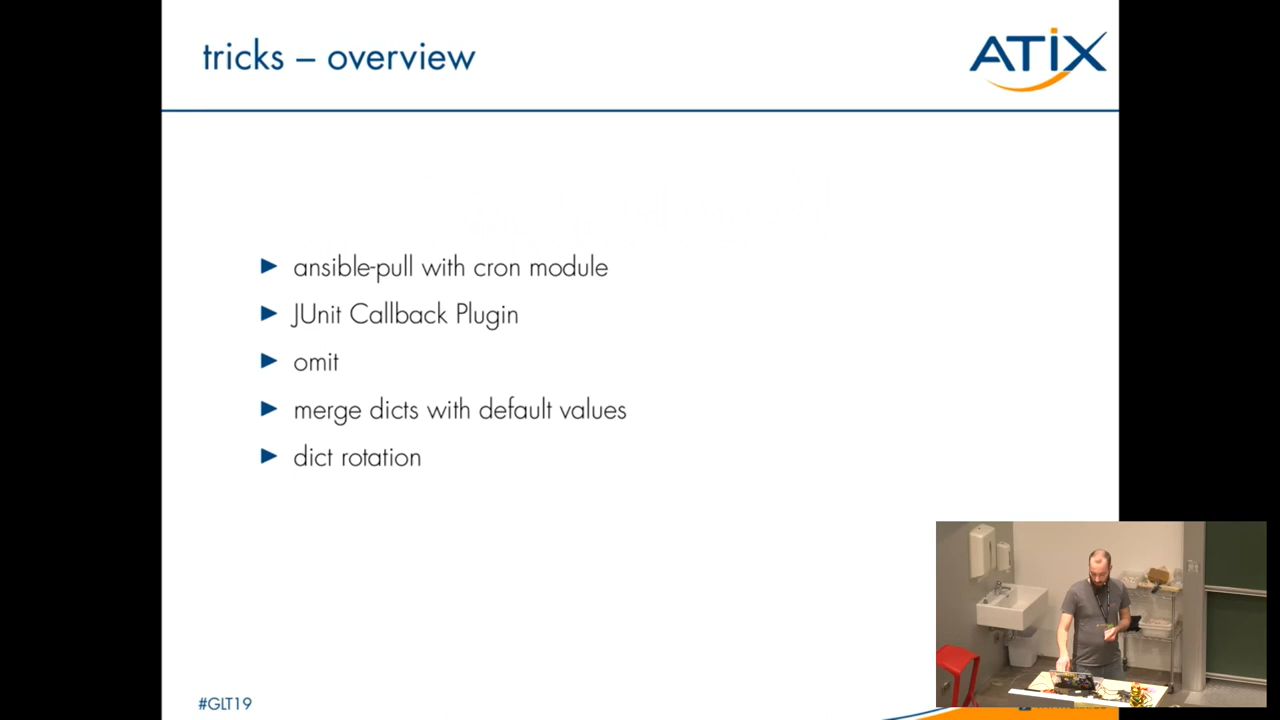 tricks – overview
ATIX
ansible-pull with cron module
JUnit Callback Plugin
omit
merge dicts with default values
dict rotation
#GLT19